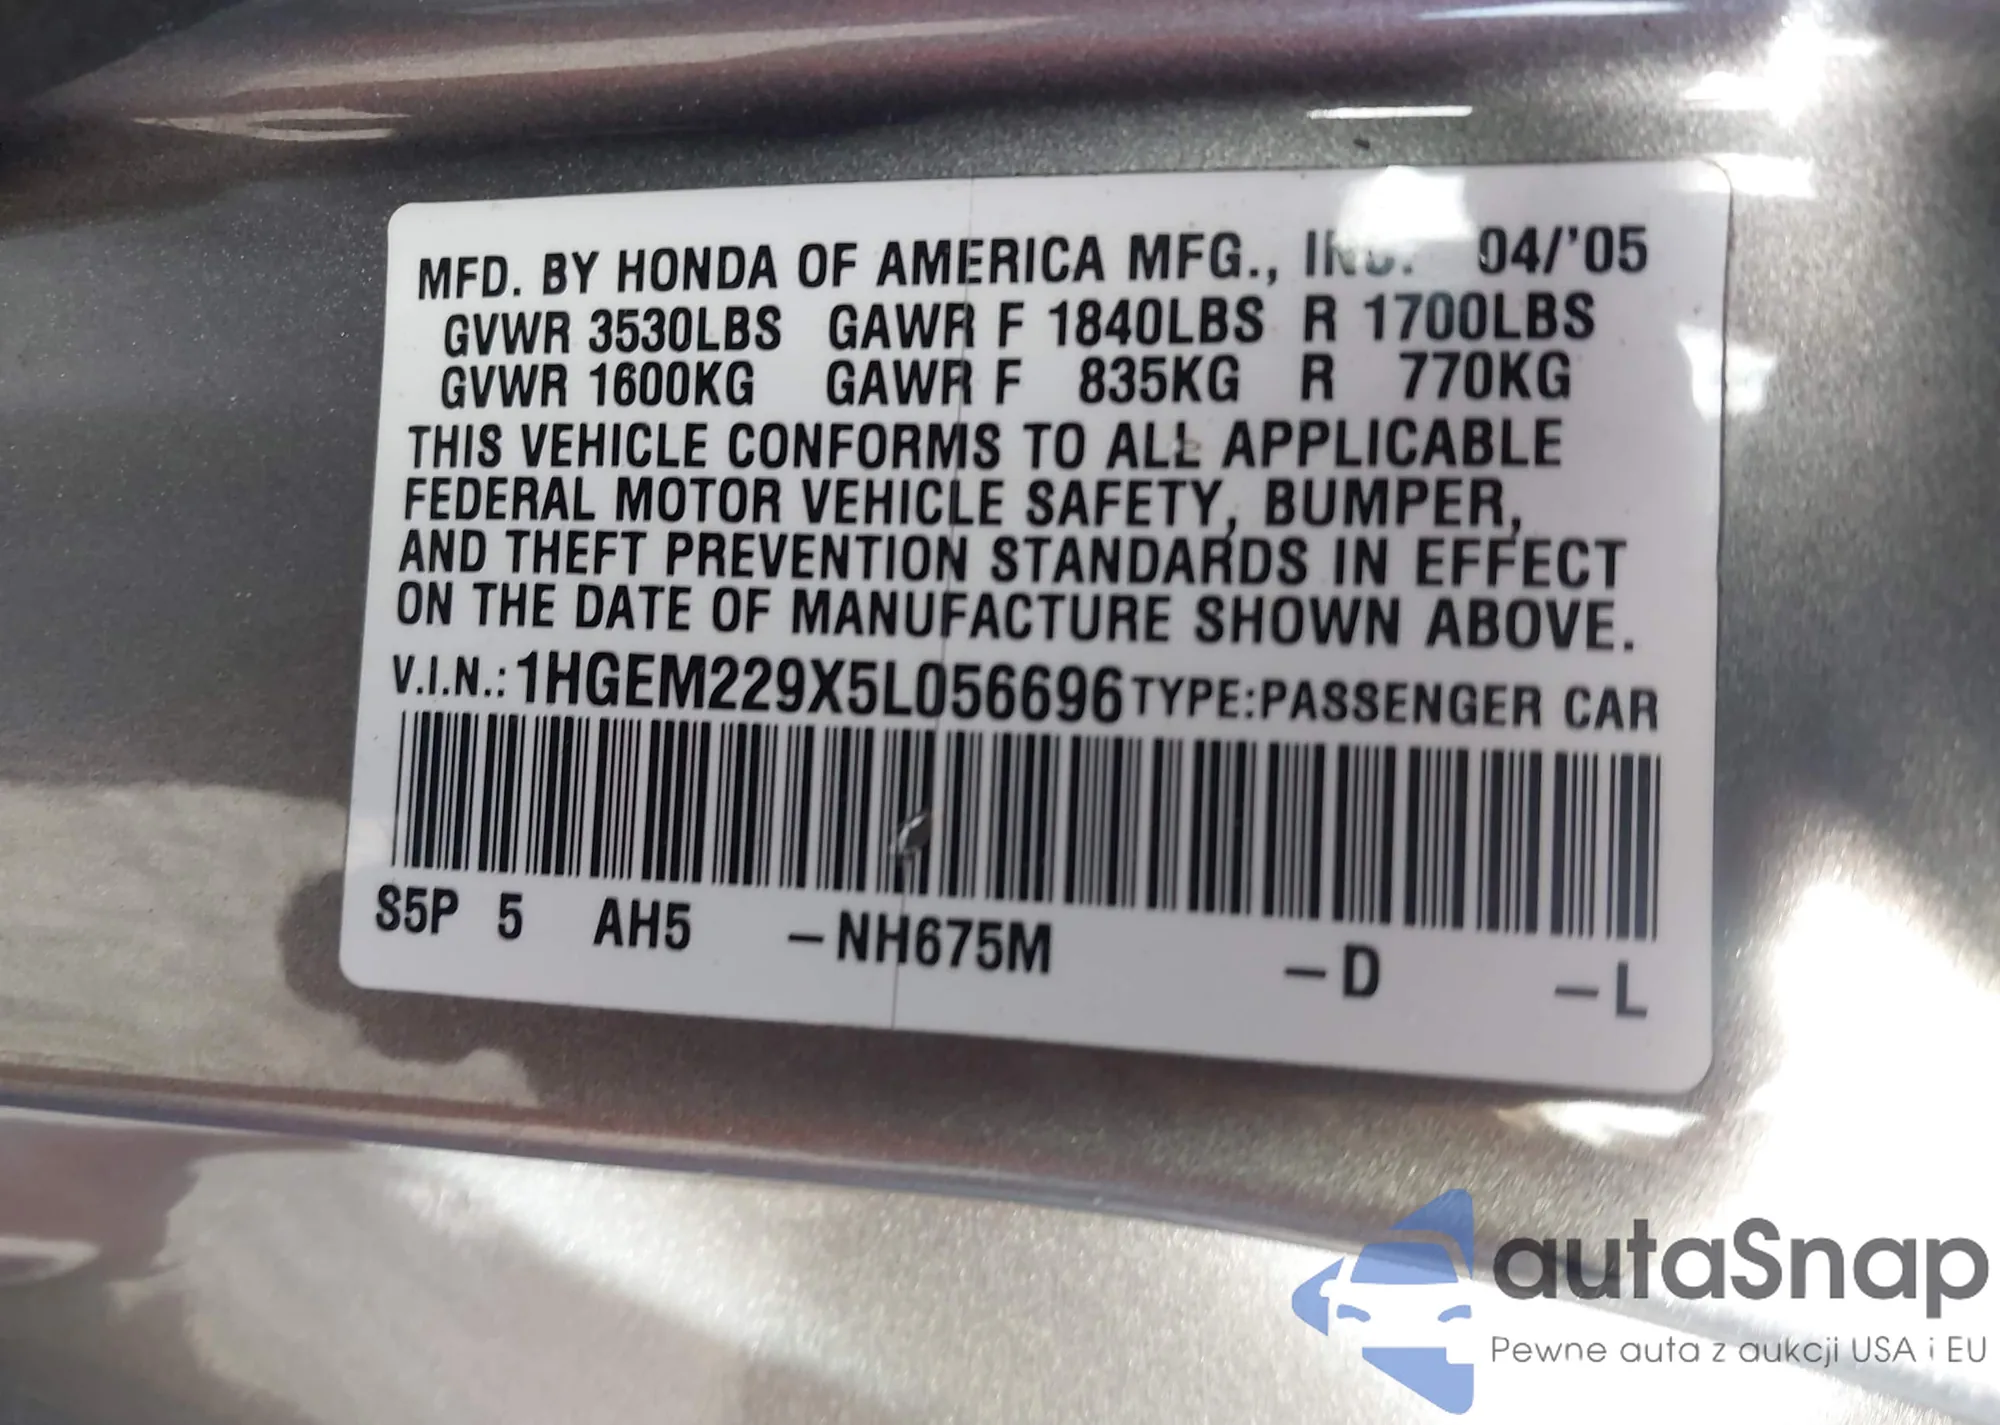 MFD. BY HONDA OF AMERICA MFG., INC. 04/'05
GVWR 3530LBS GAWR F 1840LBS R 1700LBS
GVWR 1600KG GAWR F 835KG R 770KG
THIS VEHICLE CONFORMS TO ALL APPLICABLE
FEDERAL MOTOR VEHICLE SAFETY, BUMPER,
AND THEFT PREVENTION STANDARDS IN EFFECT
ON THE DATE OF MANUFACTURE SHOWN ABOVE.
V.I.N.: 1HGEM229X5L056696 TYPE:PASSENGER CAR
S5P 5 AH5 –NH675M –D –L
autaSnap
Pewne auta z aukcji USA i EU